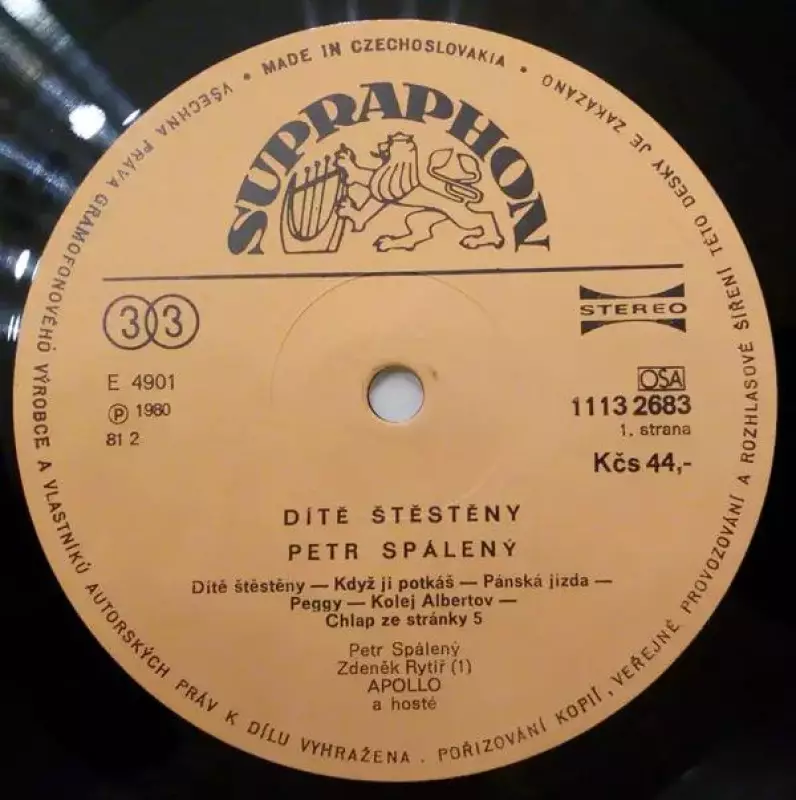 VŠECHNA PRÁVA GRAMOFONOVÉHO VÝROBCE A VLASTNÍKŮ AUTORSKÝCH PRÁV K DÍLU VYHRAŽENA . POŘIZOVÁNÍ KOPIÍ, VEŘEJNÉ PROVOZOVÁNÍ A ROZHLASOVÉ ŠÍŘENÍ TÉTO DESKY JE ZAKÁZÁNO
• MADE IN CZECHOSLOVAKIA •
SUPRAPHON
33
STEREO
E 4901
Ⓟ 1980
81 2
OSA
1113 2683
1. strana
Kčs 44,-
DÍTĚ ŠTĚSTĚNY
PETR SPÁLENÝ
Dítě štěstěny — Když ji potkáš — Pánská jízda —
Peggy — Kolej Albertov —
Chlap ze stránky 5
Petr Spálený
Zdeněk Rytíř (1)
APOLLO
a hosté